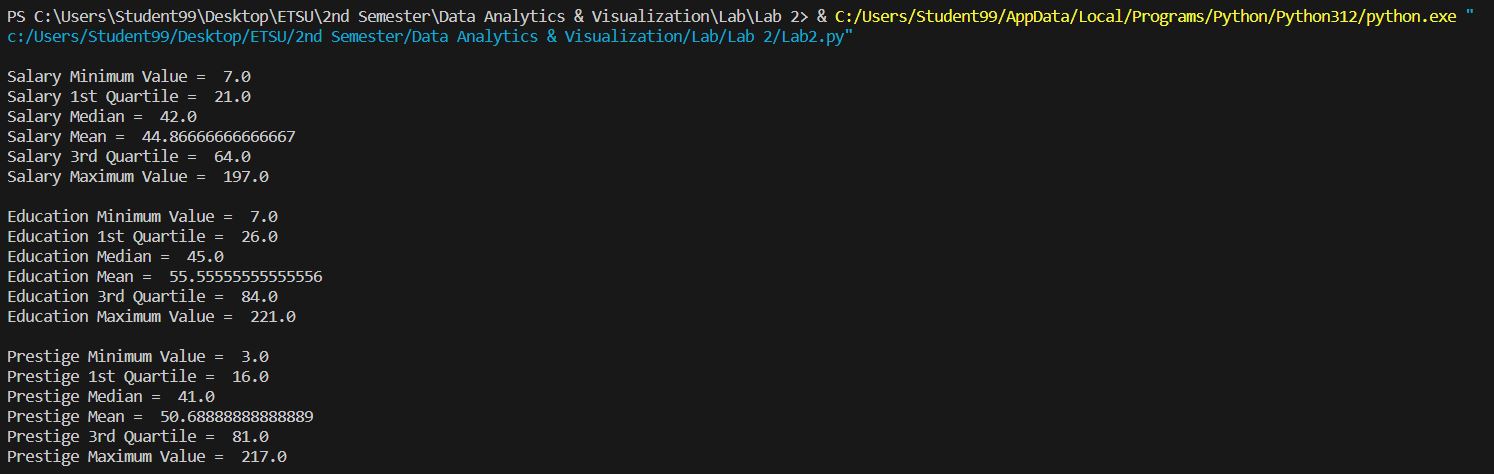 PS C:\Users\Student99\Desktop\ETSU\2nd Semester\Data Analytics & Visualization\Lab\Lab 2> & C:/Users/Student99/AppData/Local/Programs/Python/Python312/python.exe "
c:/Users/Student99/Desktop/ETSU/2nd Semester/Data Analytics & Visualization/Lab/Lab 2/Lab2.py"
Salary Minimum Value =  7.0
Salary 1st Quartile =  21.0
Salary Median =  42.0
Salary Mean =  44.86666666666667
Salary 3rd Quartile =  64.0
Salary Maximum Value =  197.0
Education Minimum Value =  7.0
Education 1st Quartile =  26.0
Education Median =  45.0
Education Mean =  55.55555555555556
Education 3rd Quartile =  84.0
Education Maximum Value =  221.0
Prestige Minimum Value =  3.0
Prestige 1st Quartile =  16.0
Prestige Median =  41.0
Prestige Mean =  50.68888888888889
Prestige 3rd Quartile =  81.0
Prestige Maximum Value =  217.0